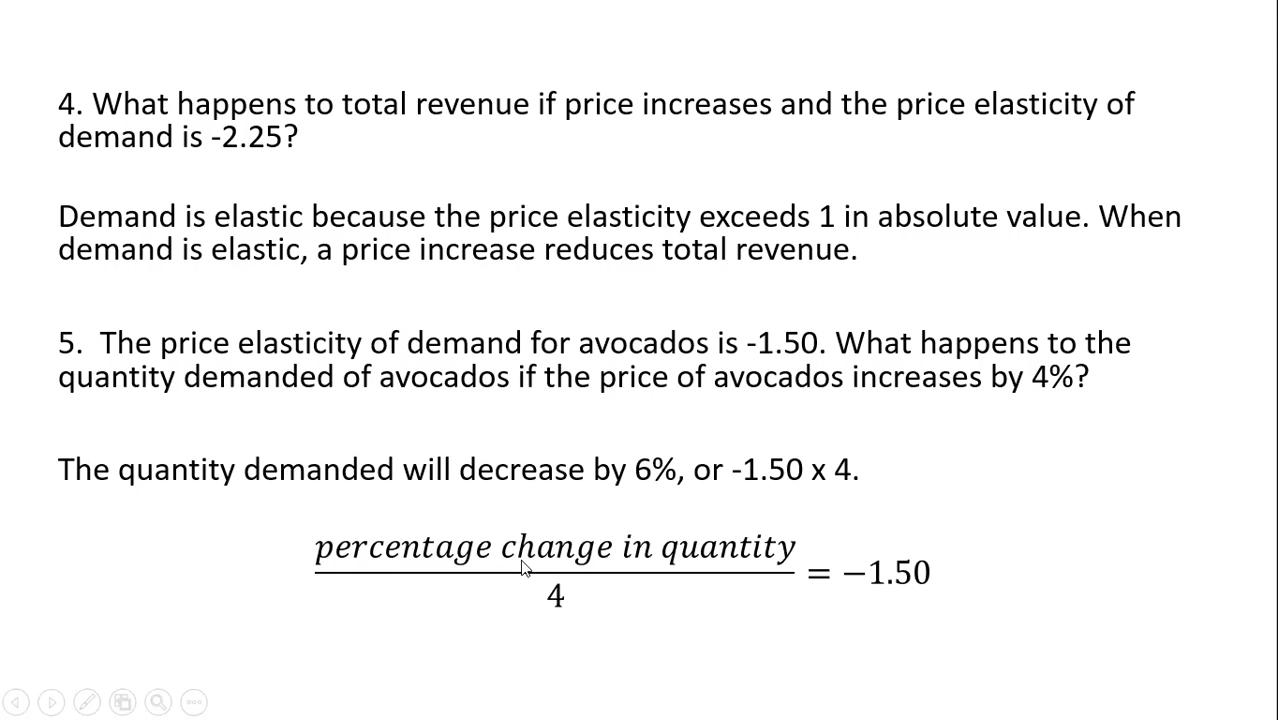 4. What happens to total revenue if price increases and the price elasticity of
demand is -2.25?
Demand is elastic because the price elasticity exceeds 1 in absolute value. When
demand is elastic, a price increase reduces total revenue.
5.  The price elasticity of demand for avocados is -1.50. What happens to the
quantity demanded of avocados if the price of avocados increases by 4%?
The quantity demanded will decrease by 6%, or -1.50 x 4.
percentage change in quantity
4
= −1.50